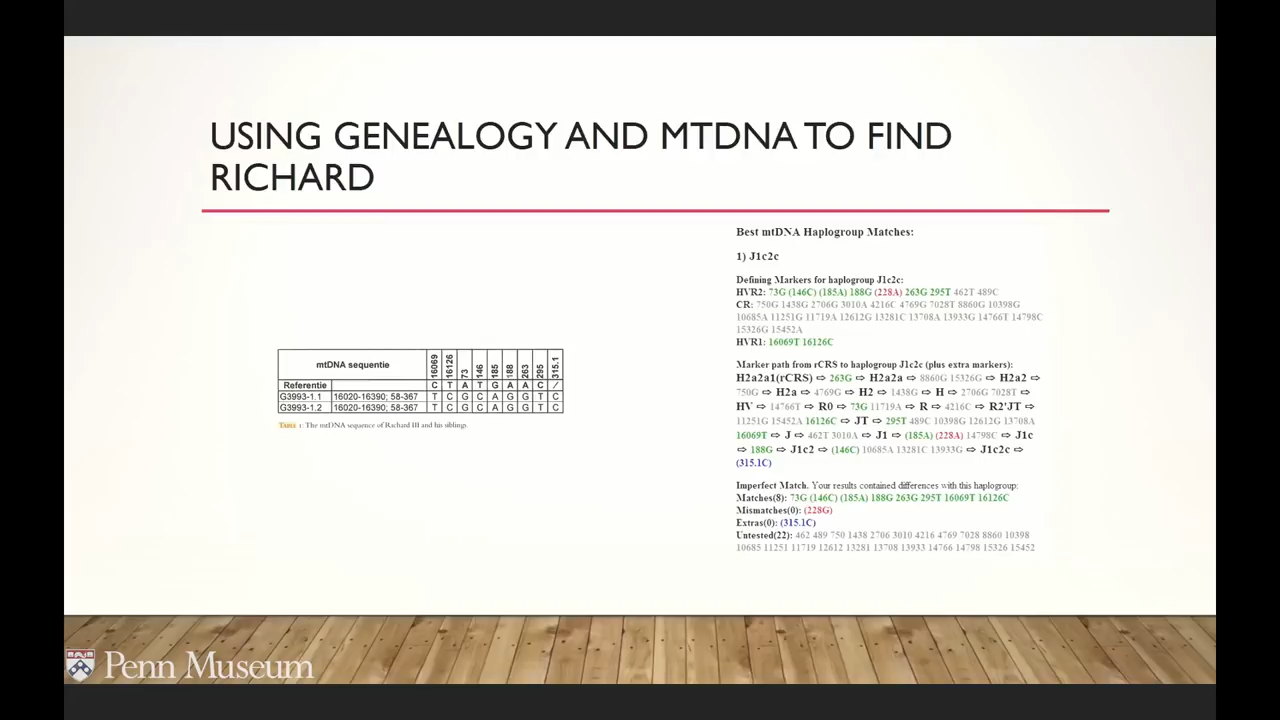 USING GENEALOGY AND MTDNA TO FIND
RICHARD
mtDNA sequentie 16069 16126 73 146 185 188 263 295 315.1
Referentie C T A T G A A C /
G3993-1.1 16020-16390; 58-367 T C G C A G G T C
G3993-1.2 16020-16390; 58-367 T C G C A G G T C
Tabel 1: The mtDNA sequence of Richard III and his siblings.
Best mtDNA Haplogroup Matches:
1) J1c2c
Defining Markers for haplogroup J1c2c:
HVR2: 73G (146C) (185A) 188G (228A) 263G 295T 462T 489C
CR: 750G 1438G 2706G 3010A 4216C 4769G 7028T 8860G 10398G
10685A 11251G 11719A 12612G 13281C 13708A 13933G 14766T 14798C
15326G 15452A
HVR1: 16069T 16126C
Marker path from rCRS to haplogroup J1c2c (plus extra markers):
H2a2a1(rCRS) ⇨ 263G ⇨ H2a2a ⇨ 8860G 15326G ⇨ H2a2 ⇨
750G ⇨ H2a ⇨ 4769G ⇨ H2 ⇨ 1438G ⇨ H ⇨ 2706G 7028T ⇨
HV ⇨ 14766T ⇨ R0 ⇨ 73G 11719A ⇨ R ⇨ 4216C ⇨ R2'JT ⇨
11251G 15452A 16126C ⇨ JT ⇨ 295T 489C 10398G 12612G 13708A
16069T ⇨ J ⇨ 462T 3010A ⇨ J1 ⇨ (185A) (228A) 14798C ⇨ J1c
⇨ 188G ⇨ J1c2 ⇨ (146C) 10685A 13281C 13933G ⇨ J1c2c ⇨
(315.1C)
Imperfect Match. Your results contained differences with this haplogroup:
Matches(8): 73G (146C) (185A) 188G 263G 295T 16069T 16126C
Mismatches(0): (228G)
Extras(0): (315.1C)
Untested(22): 462 489 750 1438 2706 3010 4216 4769 7028 8860 10398
10685 11251 11719 12612 13281 13708 13933 14766 14798 15326 15452
Penn Museum